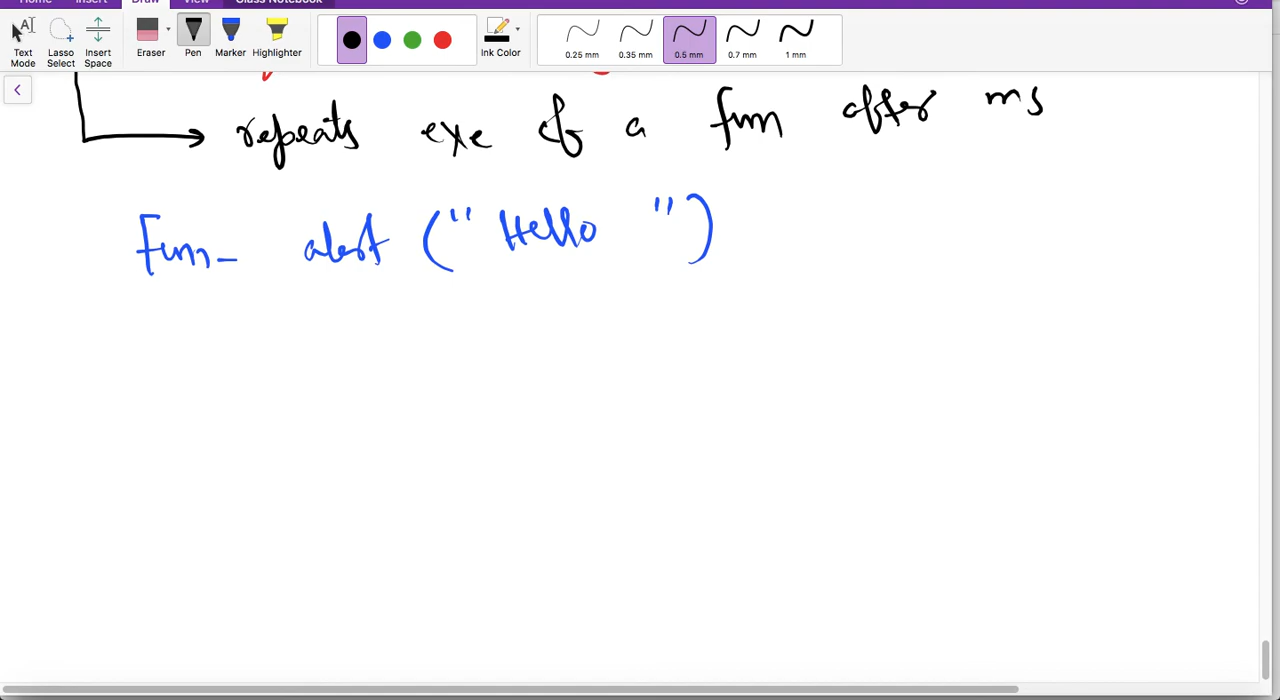 Home Insert Draw View Class Notebook
Text Mode Lasso Select Insert Space Eraser Pen Marker Highlighter Ink Color 0.25 mm 0.35 mm 0.5 mm 0.7 mm 1 mm
repeats exe of a fun after ms
Fun_ alert ("Hello ")